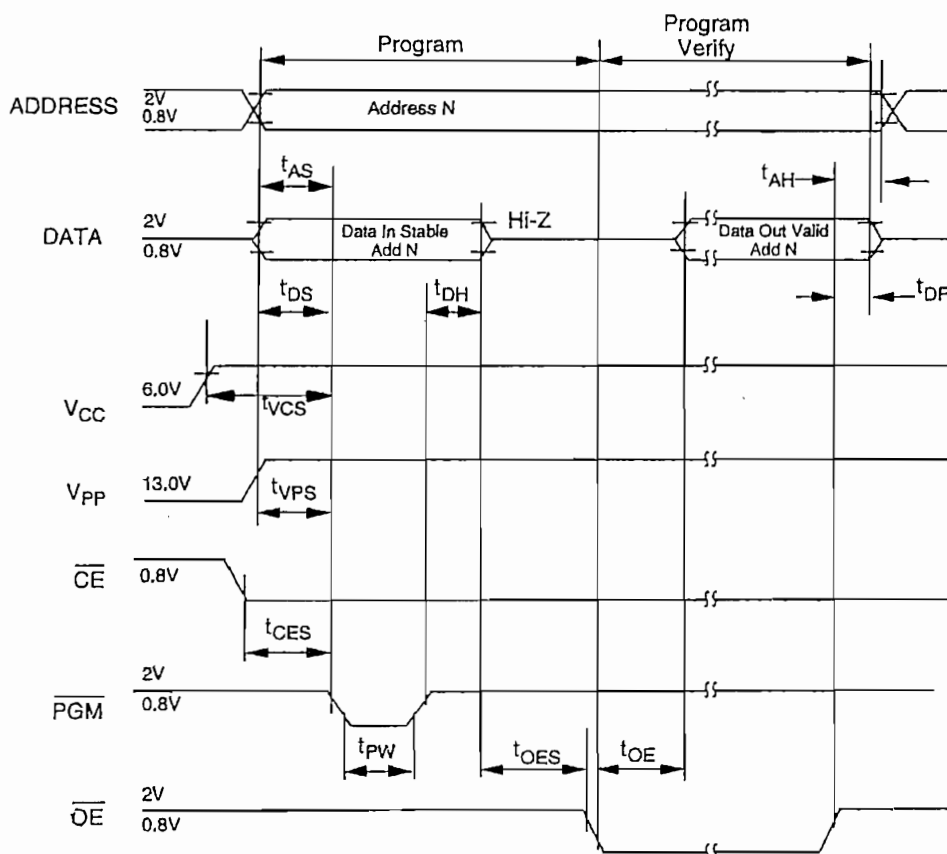 Program
Program
Verify
ADDRESS
2V
0.8V
Address N
tAS
tAH
DATA
2V
0.8V
Data In Stable
Add N
Hi-Z
Data Out Valid
Add N
tDS
tDH
tDF
VCC
6.0V
tVCS
VPP
13.0V
tVPS
CE
0.8V
tCES
PGM
2V
0.8V
tPW
tOES
tOE
OE
2V
0.8V